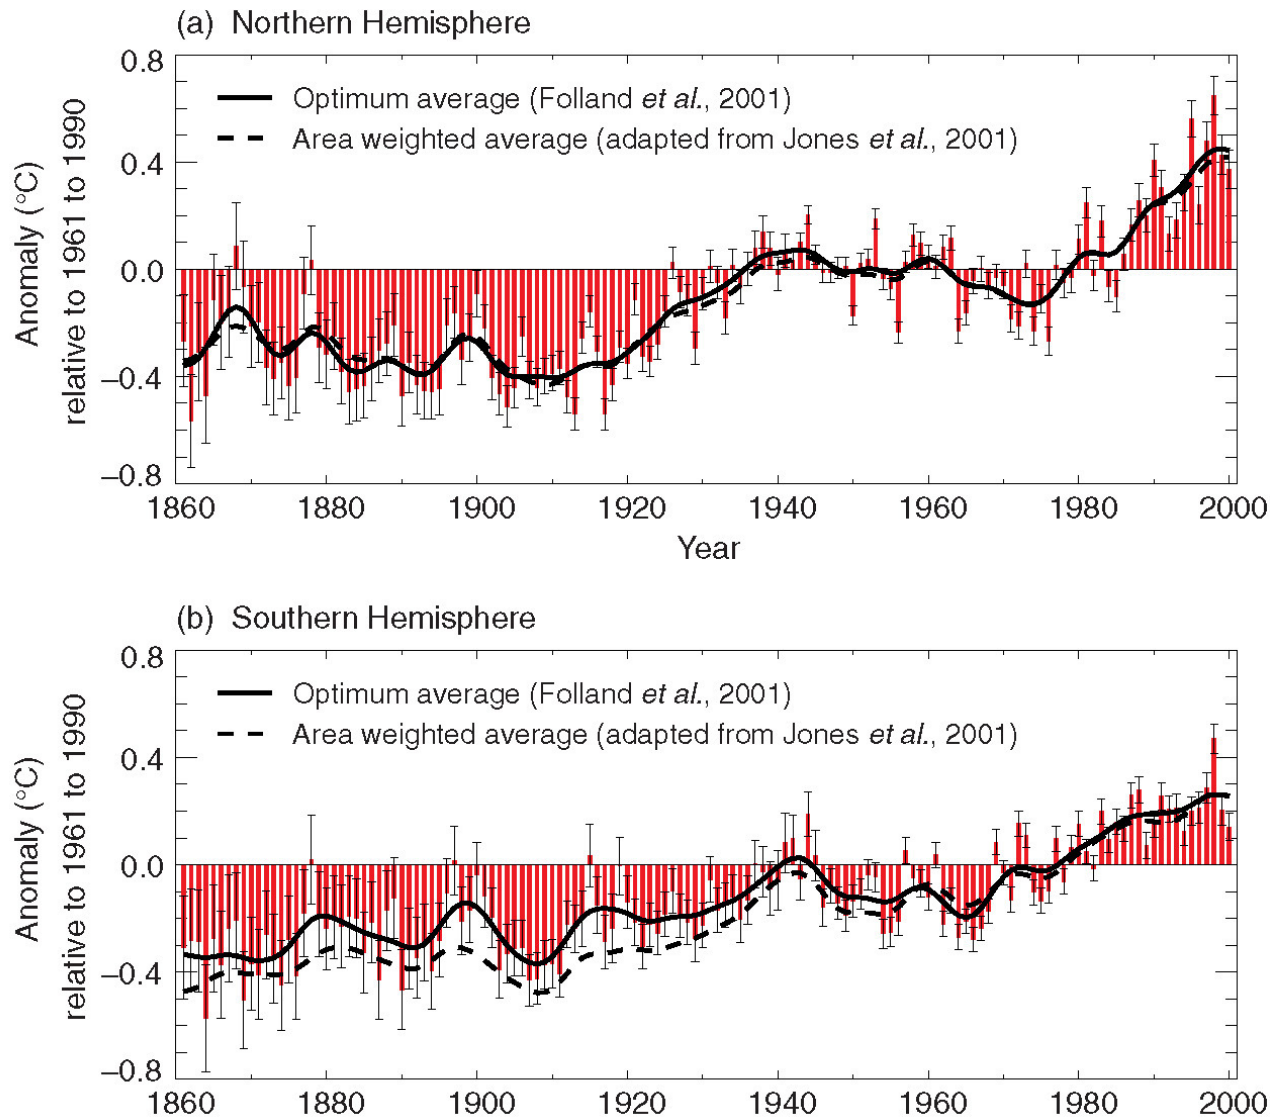 (a) Northern Hemisphere
0.8
Optimum average (Folland et al., 2001)
Area weighted average (adapted from Jones et al., 2001)
0.4
0.0
−0.4
−0.8
Anomaly (°C)
relative to 1961 to 1990
1860 1880 1900 1920 1940 1960 1980 2000
Year
(b) Southern Hemisphere
0.8
Optimum average (Folland et al., 2001)
Area weighted average (adapted from Jones et al., 2001)
0.4
0.0
−0.4
−0.8
Anomaly (°C)
relative to 1961 to 1990
1860 1880 1900 1920 1940 1960 1980 2000